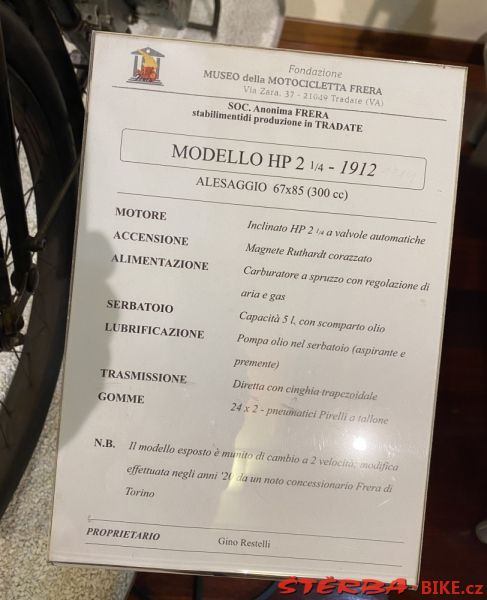 Fondazione
MUSEO della MOTOCICLETTA FRERA
Via Zara, 37 - 21049 Tradate (VA)
SOC. Anonima FRERA
stabilimentidi produzione in TRADATE
MODELLO HP 2 1/4 - 1912
ALESAGGIO 67x85 (300 cc)
MOTORE Inclinato HP 2 1/4 a valvole automatiche
ACCENSIONE Magnete Ruthardt corazzato
ALIMENTAZIONE Carburatore a spruzzo con regolazione di
aria e gas
SERBATOIO Capacità 5 l, con scomparto olio
LUBRIFICAZIONE Pompa olio nel serbatoio (aspirante e
premente)
TRASMISSIONE Diretta con cinghia trapezoidale
GOMME 24 x 2 - pneumatici Pirelli a tallone
N.B. Il modello esposto è munito di cambio a 2 velocità; modifica
effettuata negli anni '20 da un noto concessionario Frera di
Torino
PROPRIETARIO Gino Restelli
ŠTĚRBA-BIKE.cz